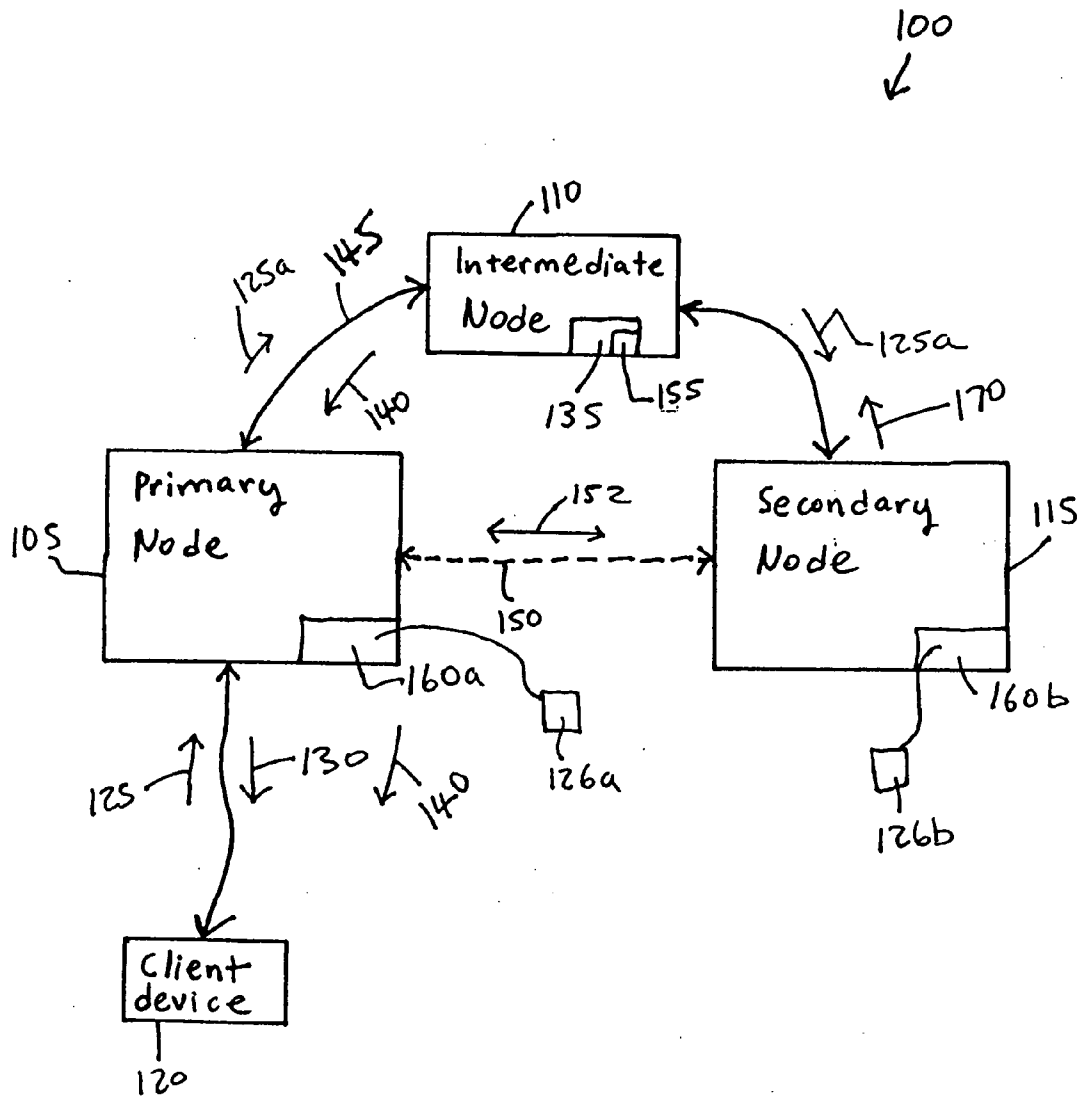 100
110
Intermediate
Node
125a
145
140
135
155
125a
170
Primary
Node
105
152
150
Secondary
Node
115
160a
126a
160b
126b
125
130
140
Client
device
120